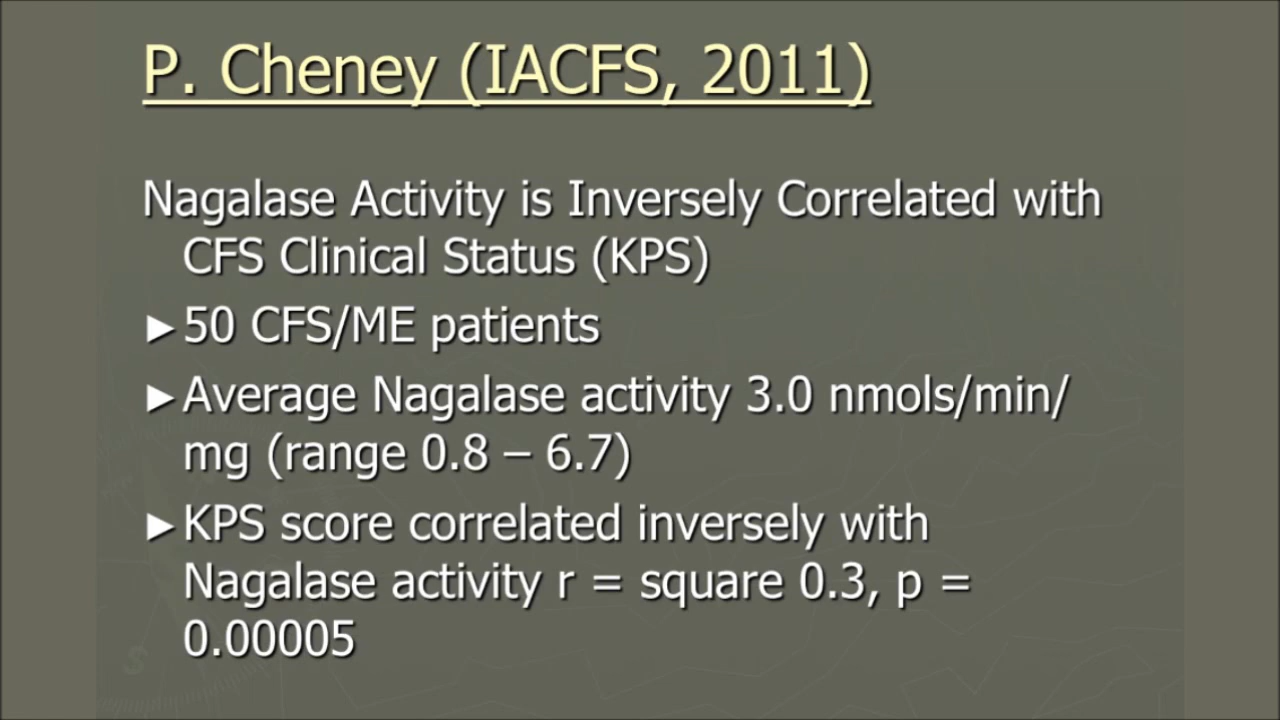 P. Cheney (IACFS, 2011)
Nagalase Activity is Inversely Correlated with
CFS Clinical Status (KPS)
►50 CFS/ME patients
►Average Nagalase activity 3.0 nmols/min/
mg (range 0.8 – 6.7)
►KPS score correlated inversely with
Nagalase activity r = square 0.3, p =
0.00005
S